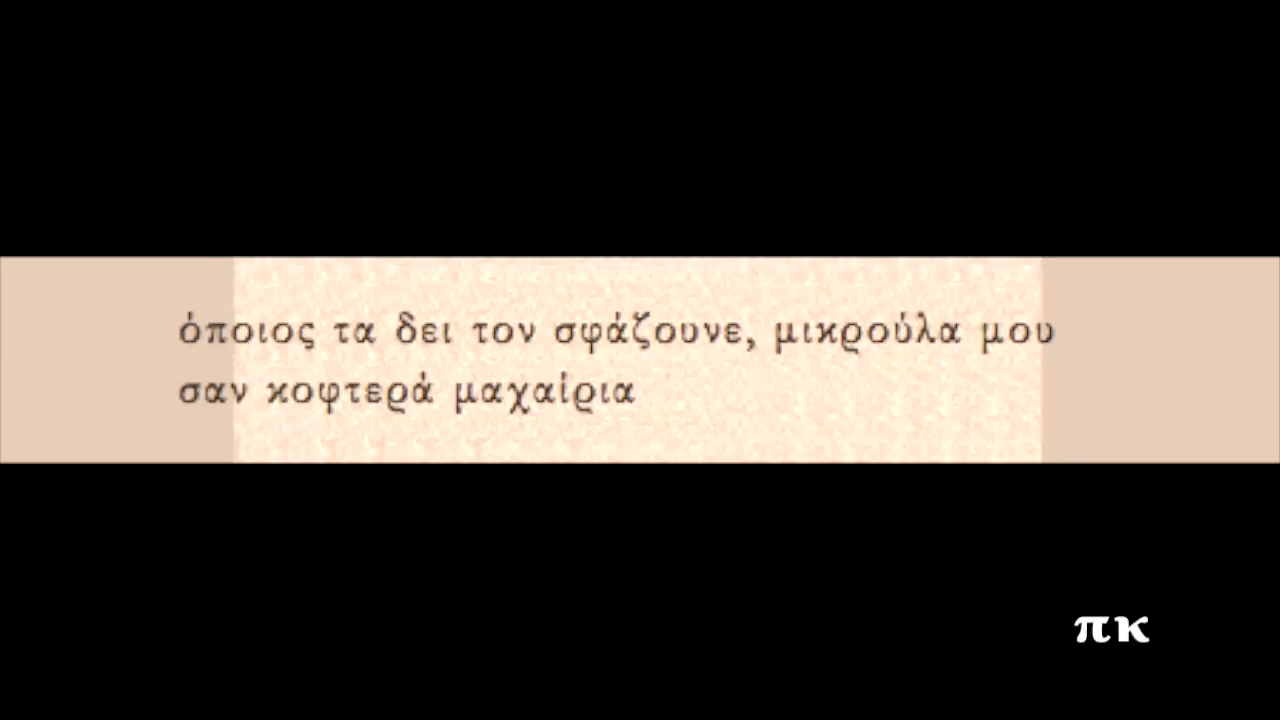 όποιος τα δει τον σφάζουνε, μικρούλα μου
σαν κοφτερά μαχαίρια
πκ